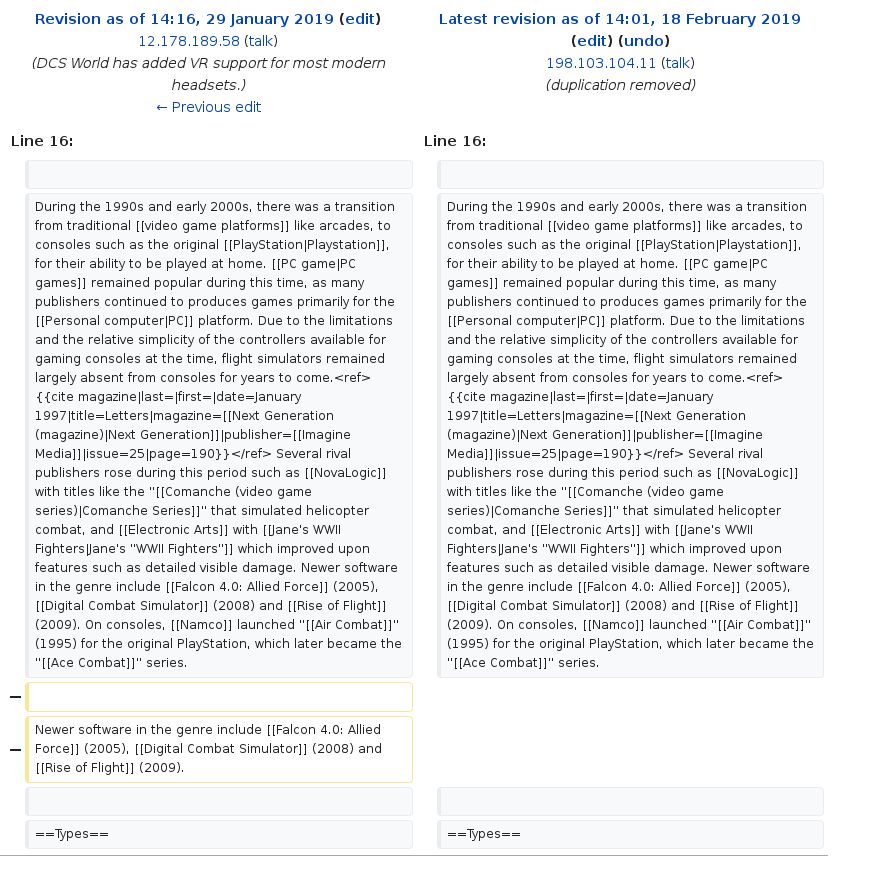 Revision as of 14:16, 29 January 2019 (edit)
12.178.189.58 (talk)
(DCS World has added VR support for most modern
headsets.)
← Previous edit
Latest revision as of 14:01, 18 February 2019
(edit) (undo)
198.103.104.11 (talk)
(duplication removed)
Line 16:
Line 16:
During the 1990s and early 2000s, there was a transition
from traditional [[video game platforms]] like arcades, to
consoles such as the original [[PlayStation|Playstation]],
for their ability to be played at home. [[PC game|PC
games]] remained popular during this time, as many
publishers continued to produces games primarily for the
[[Personal computer|PC]] platform. Due to the limitations
and the relative simplicity of the controllers available for
gaming consoles at the time, flight simulators remained
largely absent from consoles for years to come.<ref>
{{cite magazine|last=|first=|date=January
1997|title=Letters|magazine=[[Next Generation
(magazine)|Next Generation]]|publisher=[[Imagine
Media]]|issue=25|page=190}}</ref> Several rival
publishers rose during this period such as [[NovaLogic]]
with titles like the ''[[Comanche (video game
series)|Comanche Series]]'' that simulated helicopter
combat, and [[Electronic Arts]] with [[Jane's WWII
Fighters|Jane's ''WWII Fighters'']] which improved upon
features such as detailed visible damage. Newer software
in the genre include [[Falcon 4.0: Allied Force]] (2005),
[[Digital Combat Simulator]] (2008) and [[Rise of Flight]]
(2009). On consoles, [[Namco]] launched ''[[Air Combat]]''
(1995) for the original PlayStation, which later became the
''[[Ace Combat]]'' series.
During the 1990s and early 2000s, there was a transition
from traditional [[video game platforms]] like arcades, to
consoles such as the original [[PlayStation|Playstation]],
for their ability to be played at home. [[PC game|PC
games]] remained popular during this time, as many
publishers continued to produces games primarily for the
[[Personal computer|PC]] platform. Due to the limitations
and the relative simplicity of the controllers available for
gaming consoles at the time, flight simulators remained
largely absent from consoles for years to come.<ref>
{{cite magazine|last=|first=|date=January
1997|title=Letters|magazine=[[Next Generation
(magazine)|Next Generation]]|publisher=[[Imagine
Media]]|issue=25|page=190}}</ref> Several rival
publishers rose during this period such as [[NovaLogic]]
with titles like the ''[[Comanche (video game
series)|Comanche Series]]'' that simulated helicopter
combat, and [[Electronic Arts]] with [[Jane's WWII
Fighters|Jane's ''WWII Fighters'']] which improved upon
features such as detailed visible damage. Newer software
in the genre include [[Falcon 4.0: Allied Force]] (2005),
[[Digital Combat Simulator]] (2008) and [[Rise of Flight]]
(2009). On consoles, [[Namco]] launched ''[[Air Combat]]''
(1995) for the original PlayStation, which later became the
''[[Ace Combat]]'' series.
−
−
Newer software in the genre include [[Falcon 4.0: Allied
Force]] (2005), [[Digital Combat Simulator]] (2008) and
[[Rise of Flight]] (2009).
==Types==
==Types==